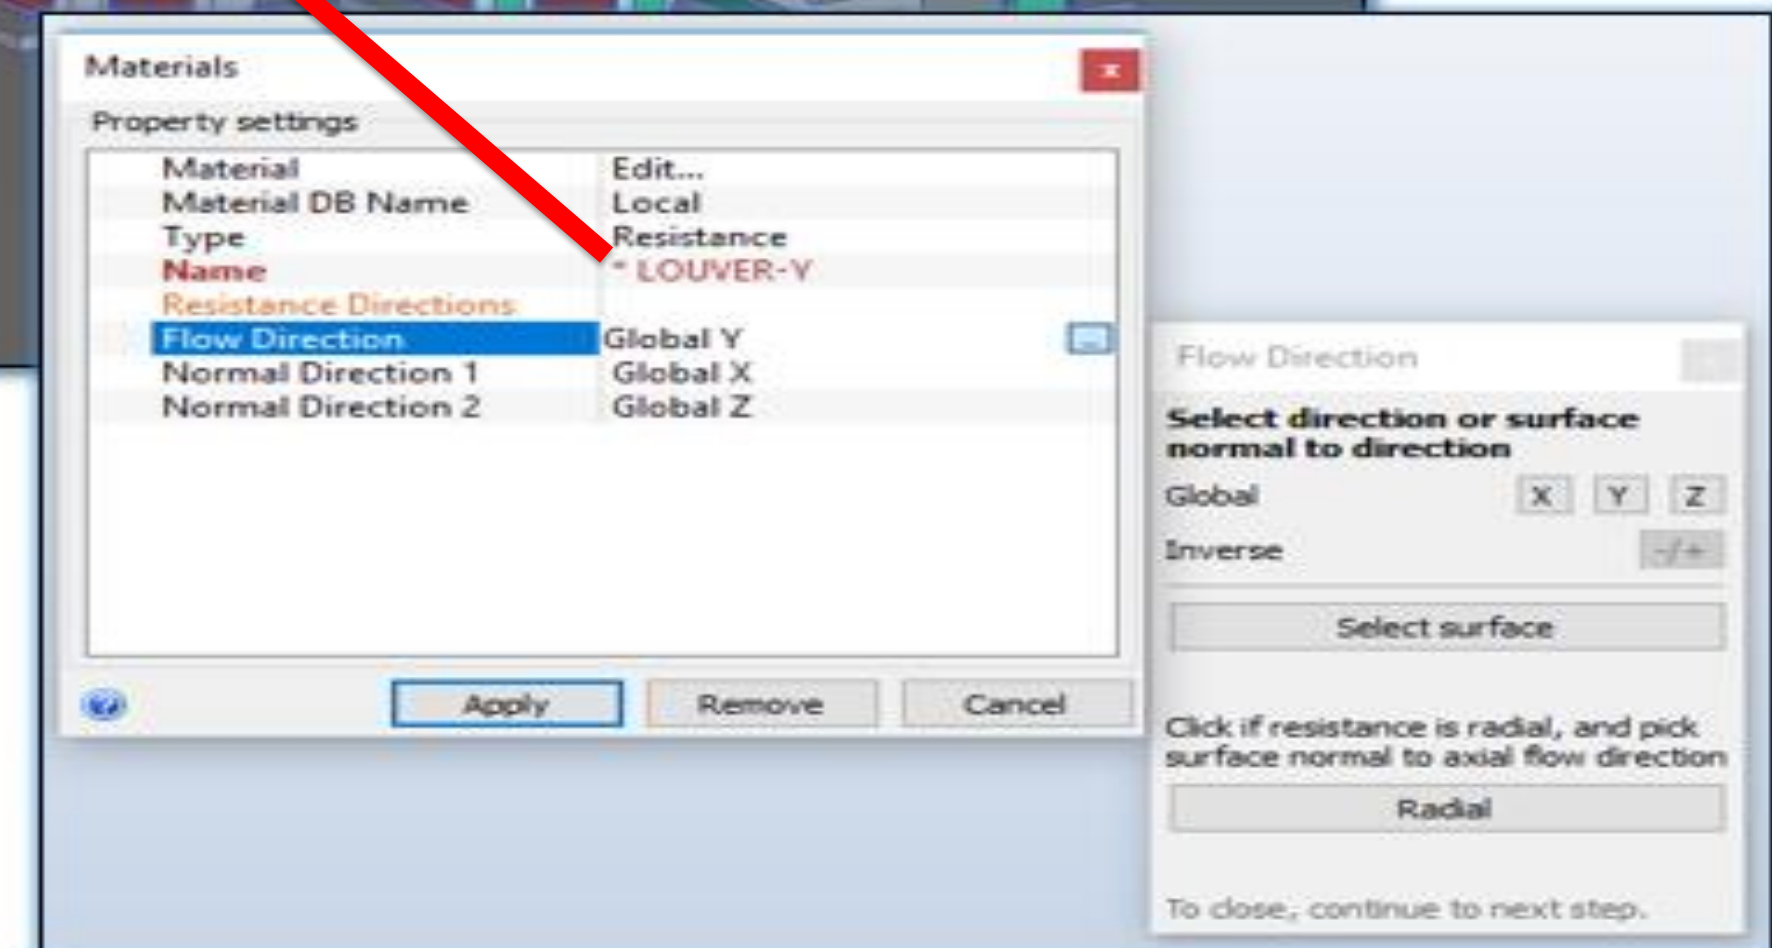 Materials
x
Property settings
Material Edit...
Material DB Name Local
Type Resistance
Name * LOUVER-Y
Resistance Directions
Flow Direction Global Y ...
Normal Direction 1 Global X
Normal Direction 2 Global Z
? Apply Remove Cancel
Flow Direction
Select direction or surface
normal to direction
Global X Y Z
Inverse -/+
Select surface
Click if resistance is radial, and pick
surface normal to axial flow direction
Radial
To close, continue to next step.